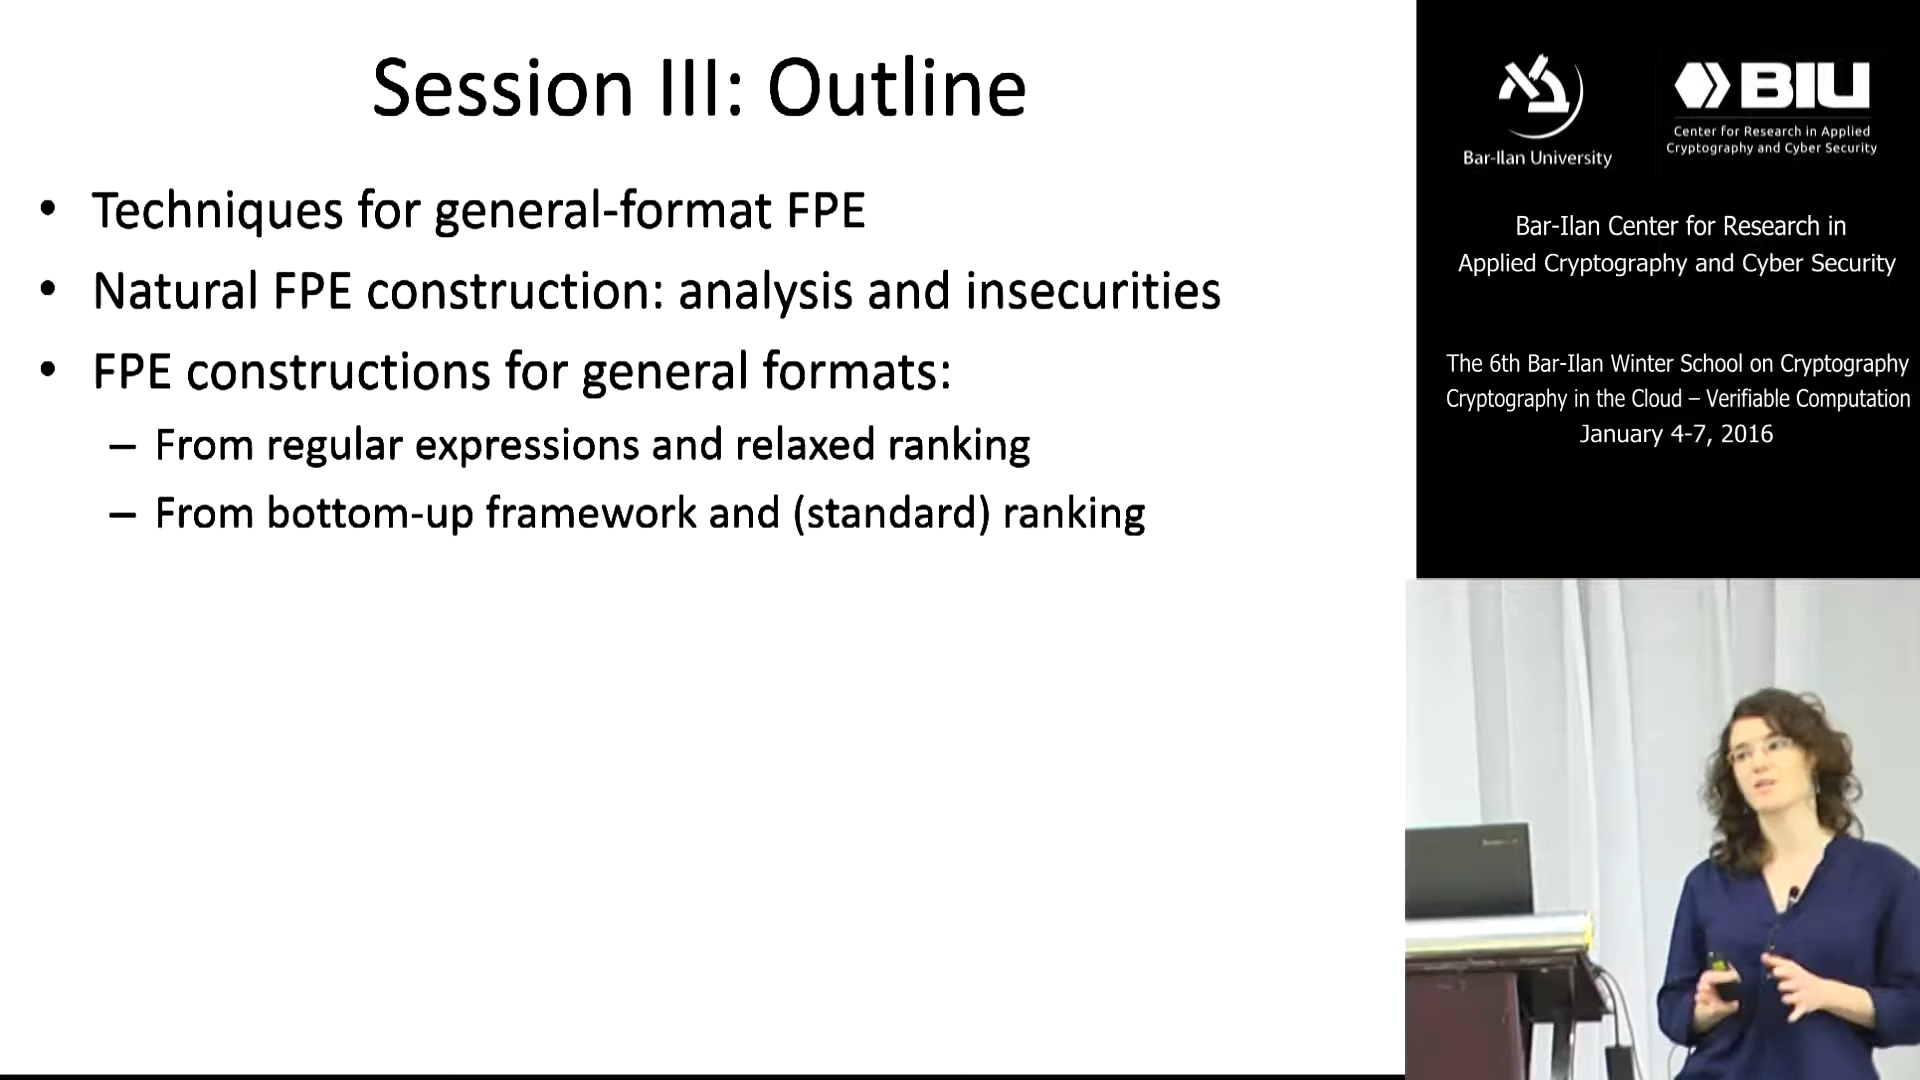 Session III: Outline
• Techniques for general-format FPE
• Natural FPE construction: analysis and insecurities
• FPE constructions for general formats:
– From regular expressions and relaxed ranking
– From bottom-up framework and (standard) ranking
Bar-Ilan University
BIU
Center for Research in Applied
Cryptography and Cyber Security
Bar-Ilan Center for Research in
Applied Cryptography and Cyber Security
The 6th Bar-Ilan Winter School on Cryptography
Cryptography in the Cloud – Verifiable Computation
January 4-7, 2016